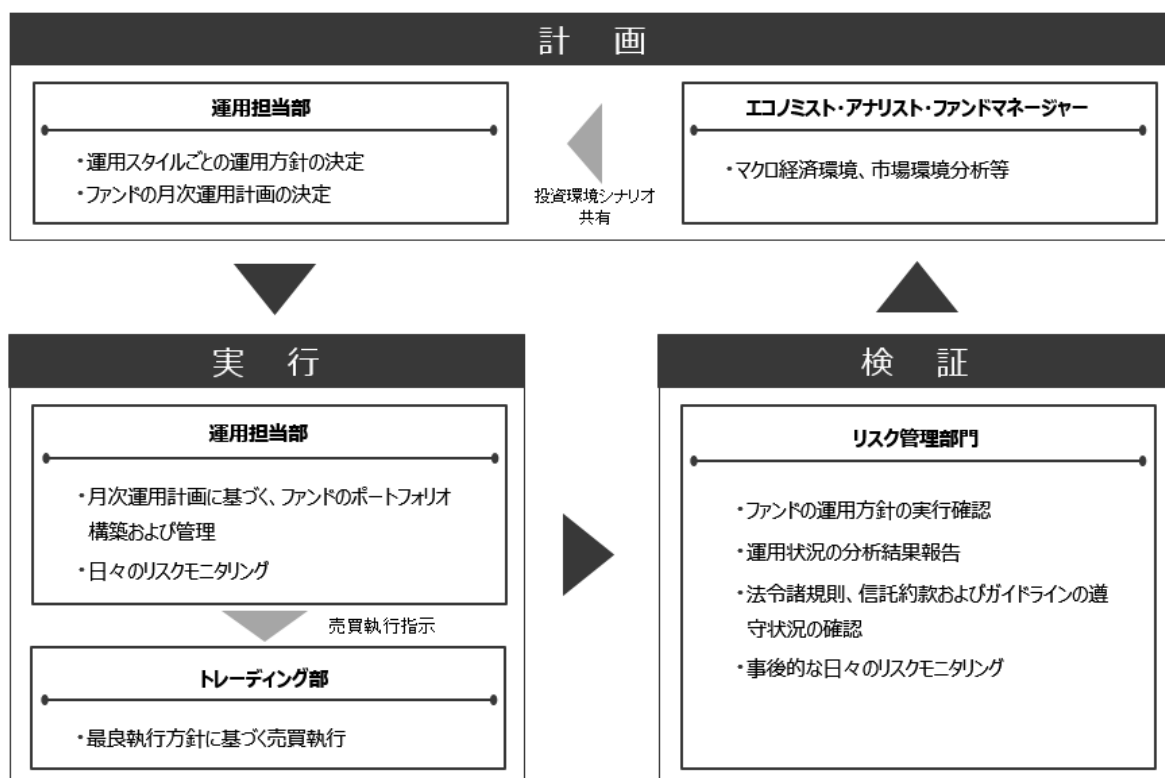 計　画
運用担当部
・運用スタイルごとの運用方針の決定
・ファンドの月次運用計画の決定
投資環境シナリオ
共有
エコノミスト・アナリスト・ファンドマネージャー
・マクロ経済環境、市場環境分析等
実　行
運用担当部
・月次運用計画に基づく、ファンドのポートフォリオ
構築および管理
・日々のリスクモニタリング
売買執行指示
トレーディング部
・最良執行方針に基づく売買執行
検　証
リスク管理部門
・ファンドの運用方針の実行確認
・運用状況の分析結果報告
・法令諸規則、信託約款およびガイドラインの遵
守状況の確認
・事後的な日々のリスクモニタリング